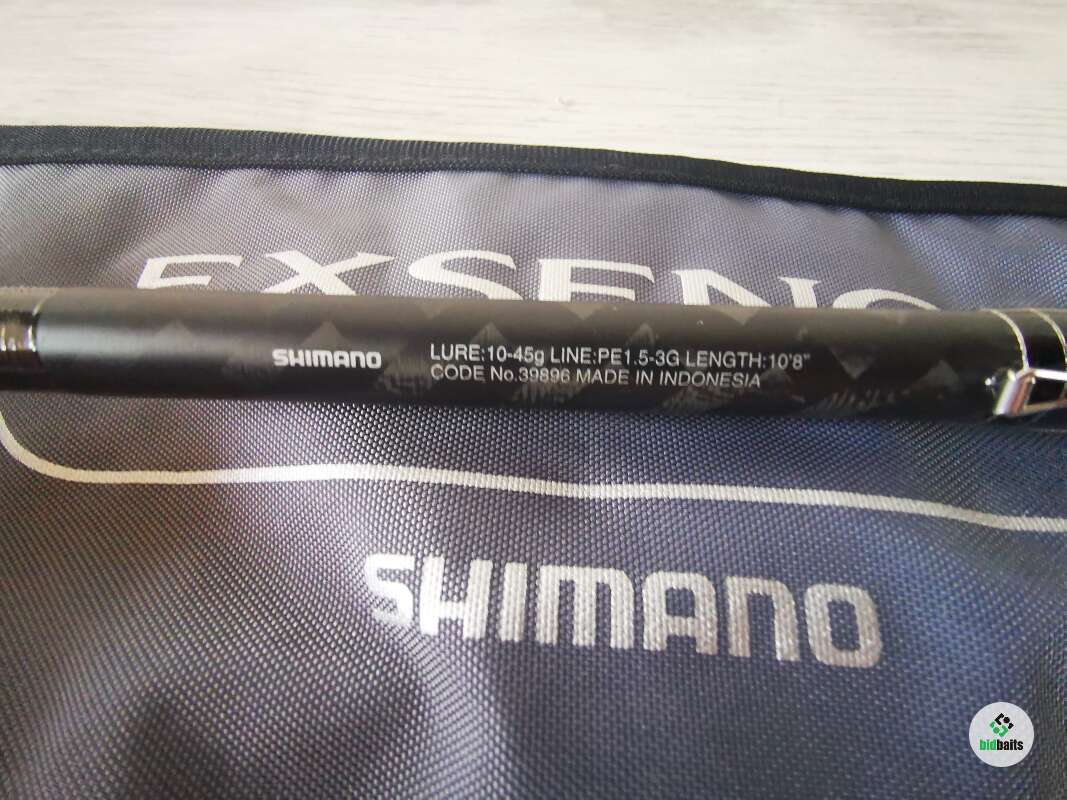 EXSENC
SHIMANO
LURE:10-45g LINE:PE1.5-3G LENGTH:10'8"
CODE No.39896 MADE IN INDONESIA
SHIMANO
bidbaits